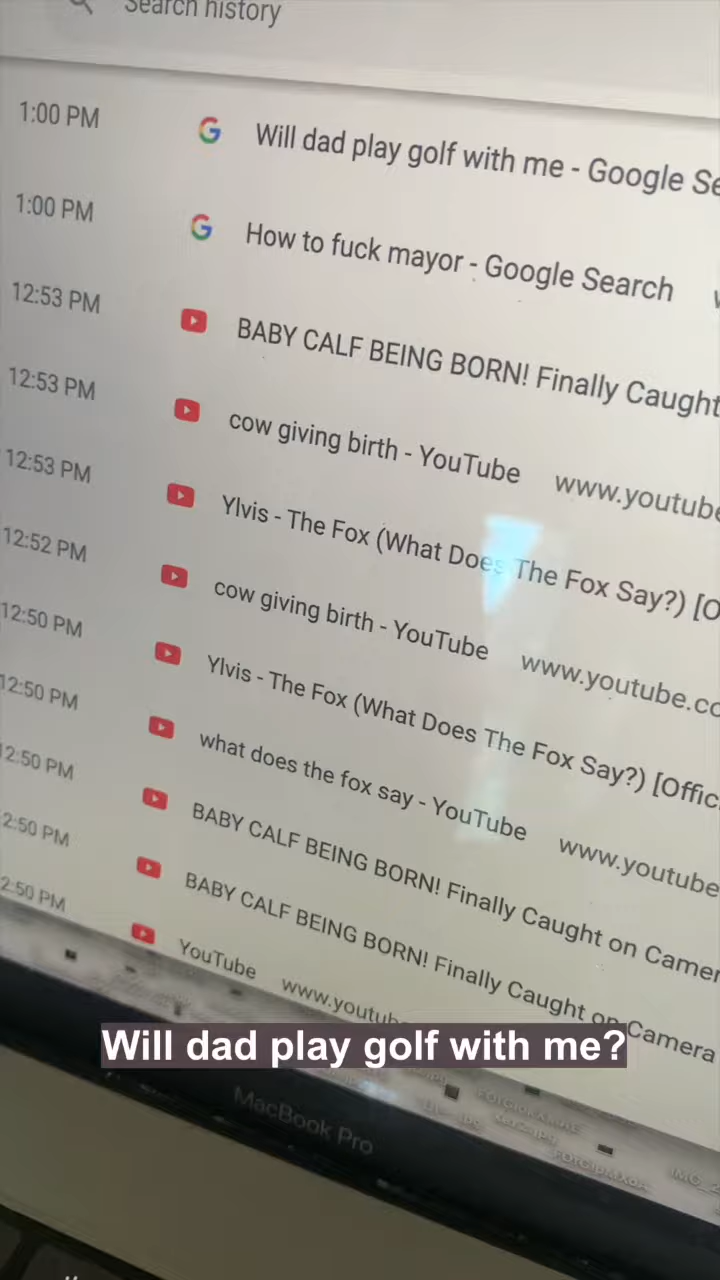 Search history
1:00 PM Will dad play golf with me - Google Se
1:00 PM How to fuck mayor - Google Search
12:53 PM BABY CALF BEING BORN! Finally Caught
12:53 PM cow giving birth - YouTube www.youtube
12:53 PM Ylvis - The Fox (What Does The Fox Say?) [O
12:52 PM cow giving birth - YouTube www.youtube.co
12:50 PM Ylvis - The Fox (What Does The Fox Say?) [Offic
12:50 PM what does the fox say - YouTube www.youtube
2:50 PM BABY CALF BEING BORN! Finally Caught on Camer
2:50 PM BABY CALF BEING BORN! Finally Caught on Camera
2:50 PM YouTube www.youtub
Will dad play golf with me?
MacBook Pro